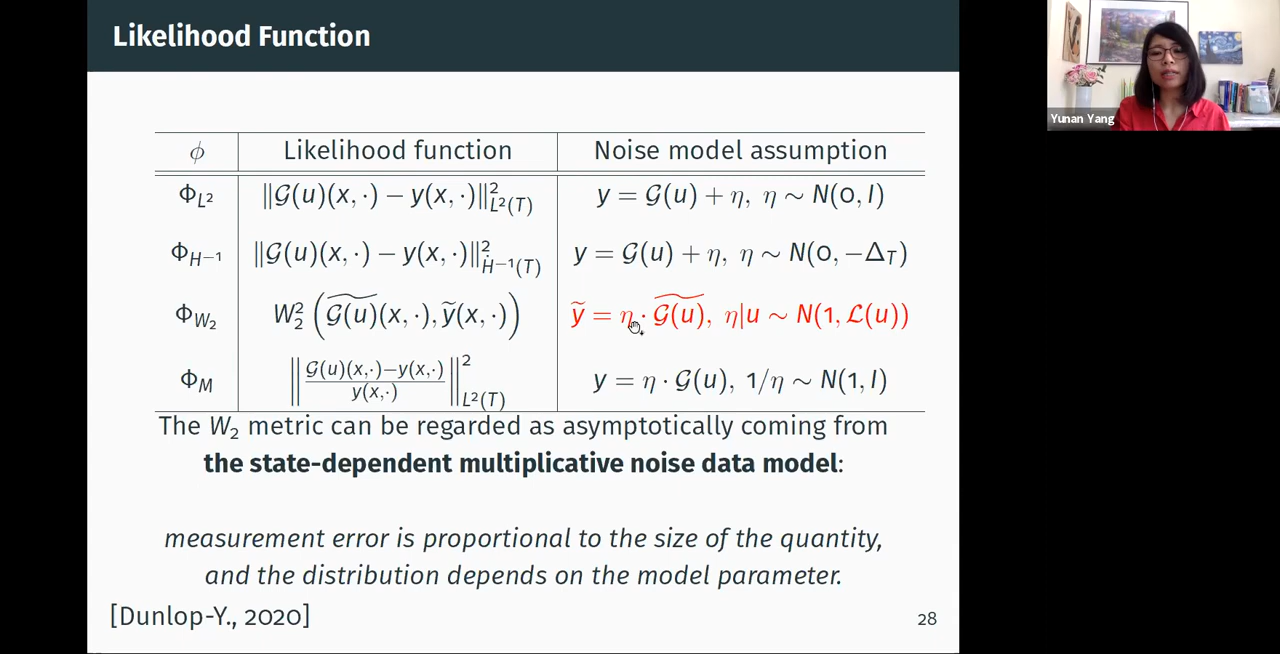 Likelihood Function
Yunan Yang
ϕ Likelihood function Noise model assumption
Φ_{L²} ‖𝒢(u)(x, ·) − y(x, ·)‖²_{L²(T)} y = 𝒢(u) + η, η ∼ N(0, I)
Φ_{H⁻¹} ‖𝒢(u)(x, ·) − y(x, ·)‖²_{Ḣ⁻¹(T)} y = 𝒢(u) + η, η ∼ N(0, −Δ_T)
Φ_{W₂} W₂²(\widetilde{𝒢(u)}(x, ·), ỹ(x, ·)) ỹ = η · \widetilde{𝒢(u)}, η|u ∼ N(1, ℒ(u))
Φ_M ‖(𝒢(u)(x,·)−y(x,·))/y(x,·)‖²_{L²(T)} y = η · 𝒢(u), 1/η ∼ N(1, I)
The W₂ metric can be regarded as asymptotically coming from
the state-dependent multiplicative noise data model:
measurement error is proportional to the size of the quantity,
and the distribution depends on the model parameter.
[Dunlop-Y., 2020]
28